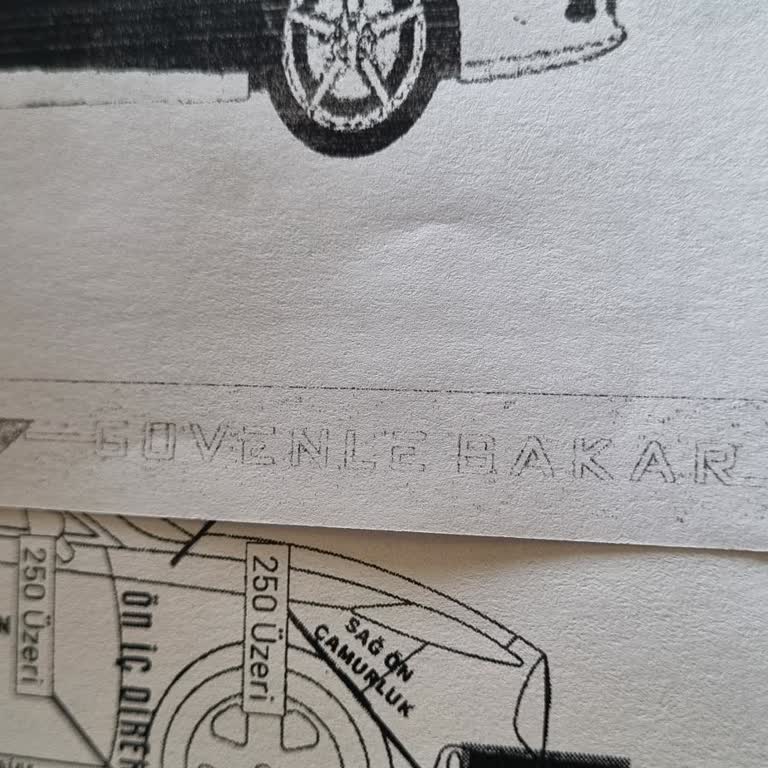 GÜVENLE BAKAR
250 Üzeri
ÖN İÇ DİREK
250 Üzeri
SAĞ ÖN
ÇAMURLUK